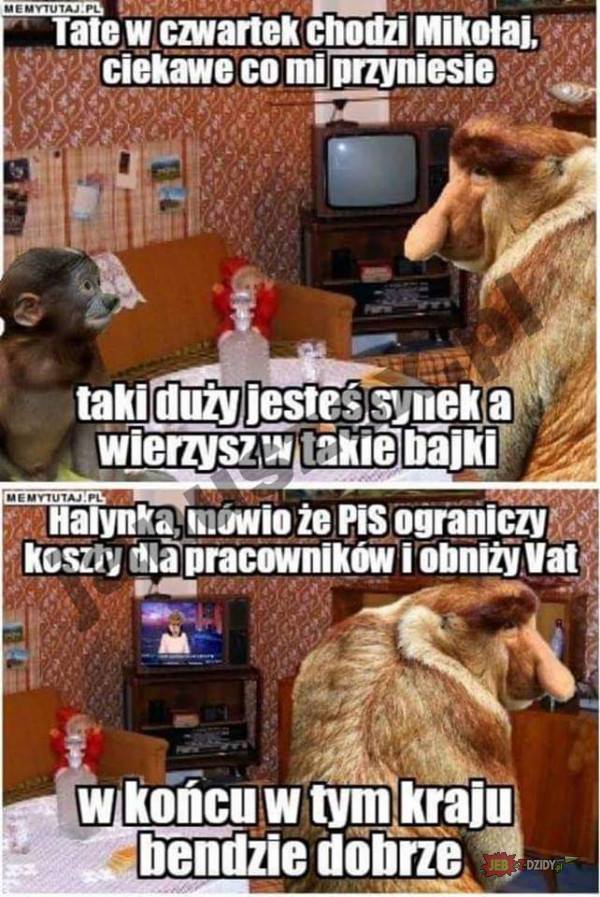 MEMYTUTAJ.PL
Tate w czwartek chodzi Mikołaj,
ciekawe co mi przyniesie
taki duży jesteś synek a
wierzysz w takie bajki
MEMYTUTAJ.PL
Halynka, mówio że PiS ograniczy
koszty dla pracowników i obniży Vat
w końcu w tym kraju
bendzie dobrze
JEB Z-DZIDY.pl